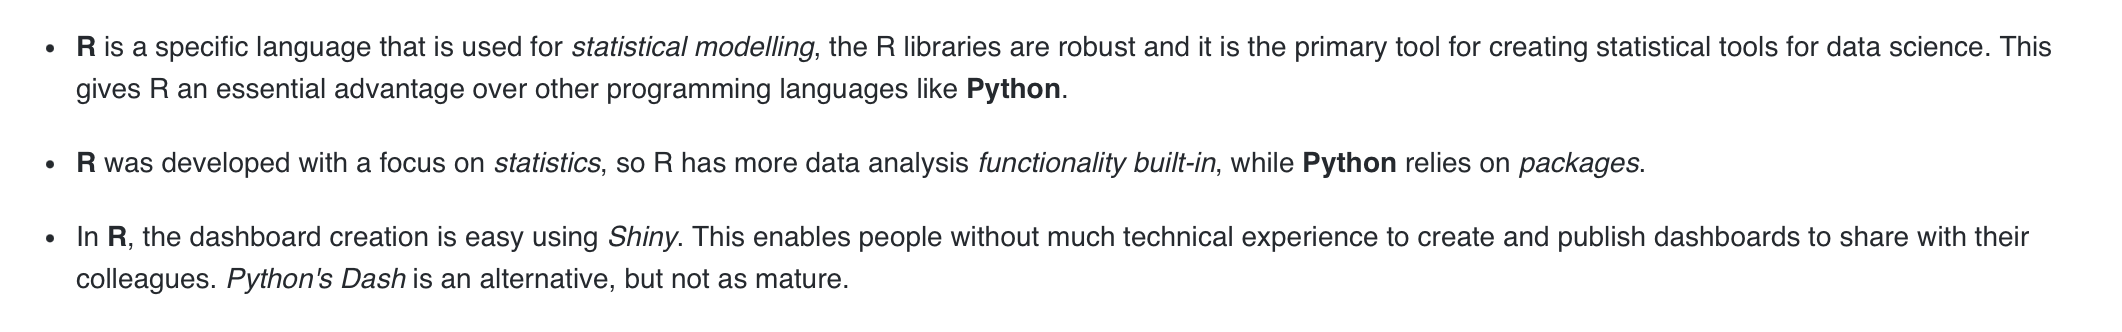 • R is a specific language that is used for statistical modelling, the R libraries are robust and it is the primary tool for creating statistical tools for data science. This
gives R an essential advantage over other programming languages like Python.
• R was developed with a focus on statistics, so R has more data analysis functionality built-in, while Python relies on packages.
• In R, the dashboard creation is easy using Shiny. This enables people without much technical experience to create and publish dashboards to share with their
colleagues. Python's Dash is an alternative, but not as mature.